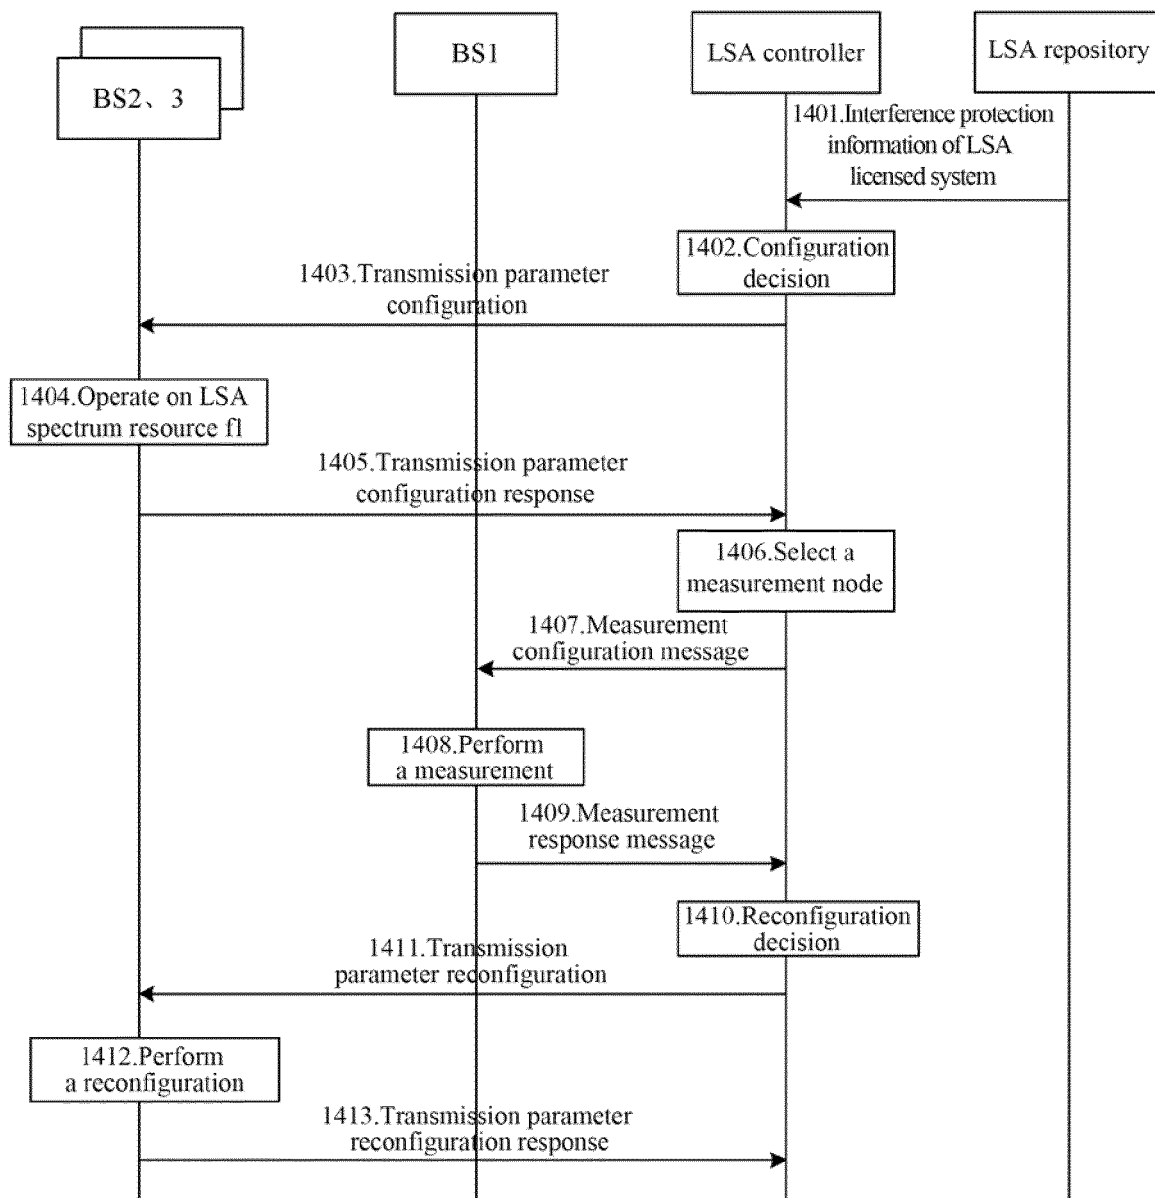 BS2、3
BS1
LSA controller
LSA repository
1401.Interference protection
information of LSA
licensed system
1402.Configuration
decision
1403.Transmission parameter
configuration
1404.Operate on LSA
spectrum resource f1
1405.Transmission parameter
configuration response
1406.Select a
measurement node
1407.Measurement
configuration message
1408.Perform
a measurement
1409.Measurement
response message
1410.Reconfiguration
decision
1411.Transmission
parameter reconfiguration
1412.Perform
a reconfiguration
1413.Transmission parameter
reconfiguration response